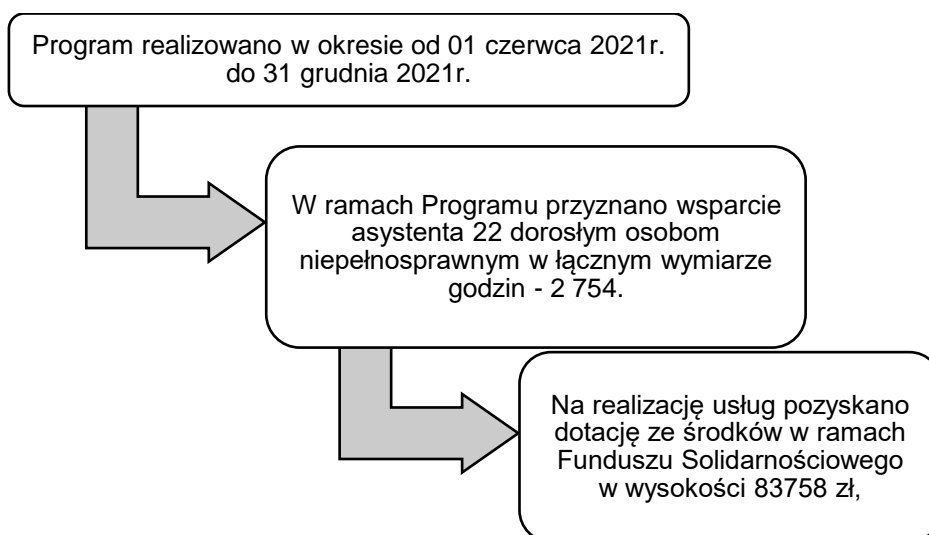 Program realizowano w okresie od 01 czerwca 2021r.
do 31 grudnia 2021r.
W ramach Programu przyznano wsparcie
asystenta 22 dorosłym osobom
niepełnosprawnym w łącznym wymiarze
godzin - 2 754.
Na realizację usług pozyskano
dotację ze środków w ramach
Funduszu Solidarnościowego
w wysokości 83758 zł,